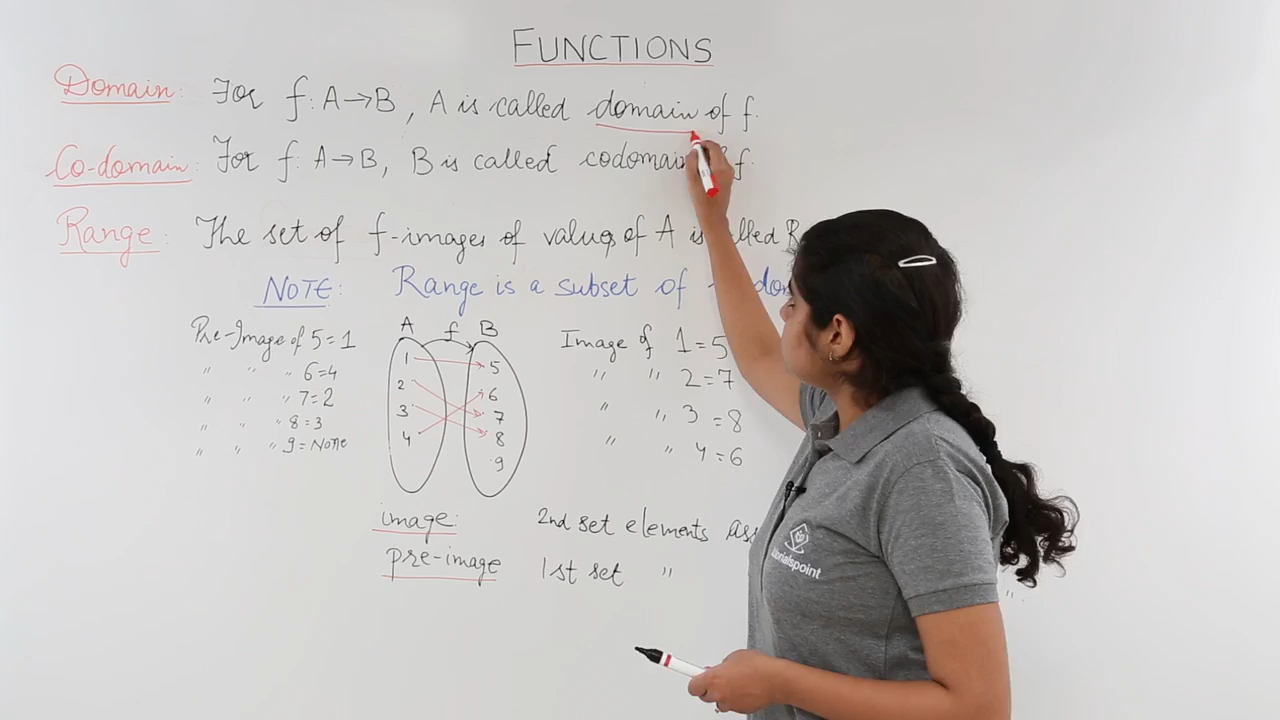 FUNCTIONS
Domain: For f: A→B, A is called domain of f.
Co-domain: For f: A→B, B is called codomain f.
Range: The set of f-images of values of A is called R
NOTE: Range is a subset of
Pre-Image of 5=1
" " " 6=4
" " " 7=2
" " " 8=3
" " " 9=None
A f B
1 5
2 6
3 7
4 8
9
Image of 1=5
" " 2=7
" " 3=8
" " 4=6
image: 2nd set elements ass
pre-image 1st set "
tutorialspoint